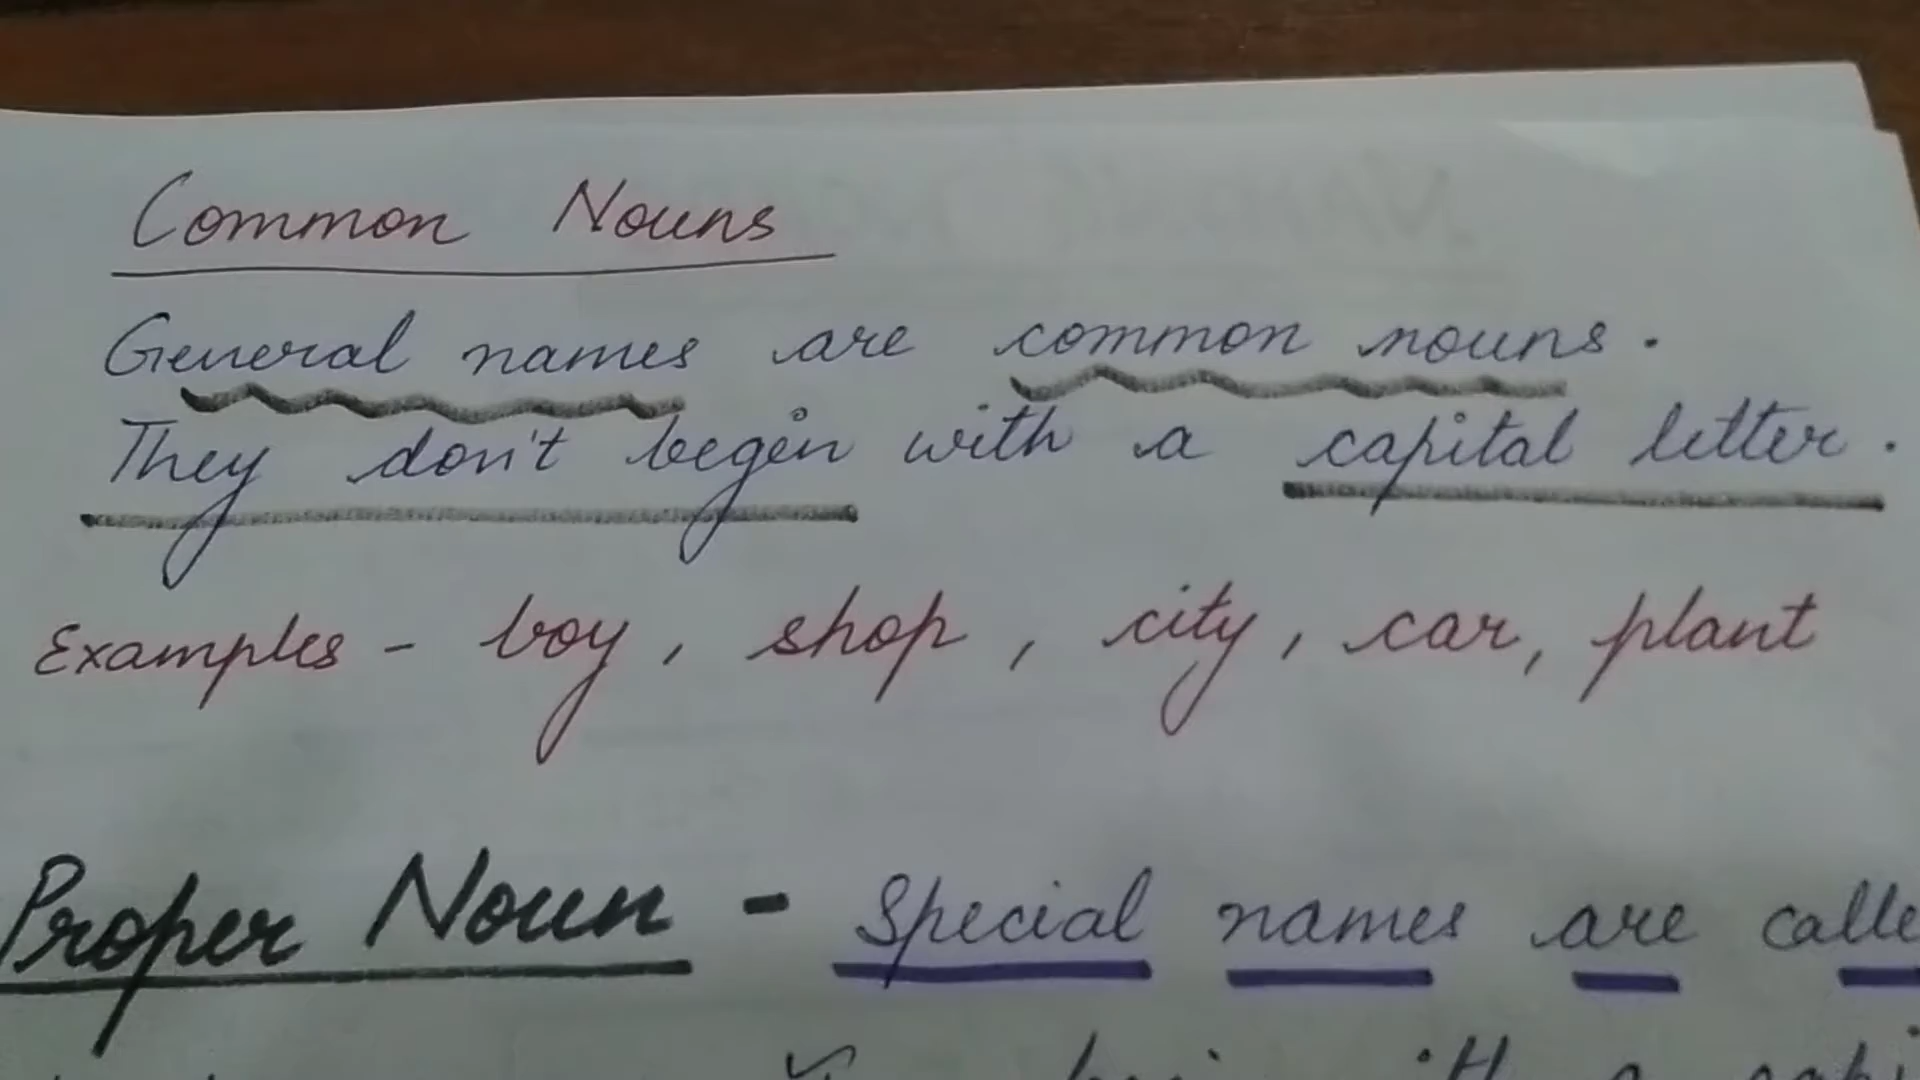 Common Nouns
General names are common nouns.
They don't begin with a capital letter.
Examples - boy, shop, city, car, plant
Proper Noun - Special names are calle